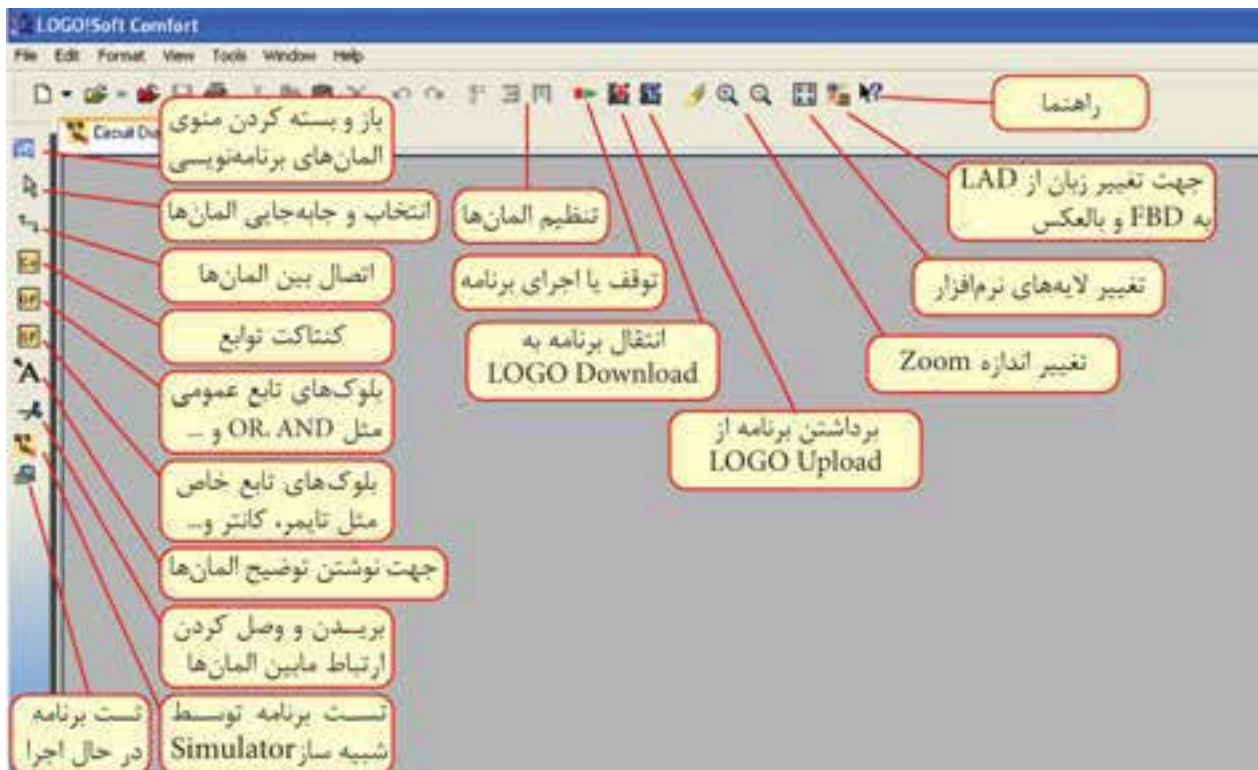 LOGO!Soft Comfort
File Edit Format View Tools Window Help
راهنما
باز و بسته کردن منوی
المان‌های برنامه‌نویسی
جهت تغییر زبان از LAD
به FBD و بالعکس
انتخاب و جابه‌جایی المان‌ها
تنظیم المان‌ها
اتصال بین المان‌ها
توقف یا اجرای برنامه
تغییر لایه‌های نرم‌افزار
کنتاکت توابع
انتقال برنامه به
LOGO Download
تغییر اندازه Zoom
بلوک‌های تابع عمومی
مثل OR، AND و ...
برداشتن برنامه از
LOGO Upload
بلوک‌های تابع خاص
مثل تایمر، کانتر و...
جهت نوشتن توضیح المان‌ها
بریدن و وصل کردن
ارتباط مابین المان‌ها
تست برنامه توسط
شبیه سازSimulator
تست برنامه
در حال اجرا
Co
GF
SF
A